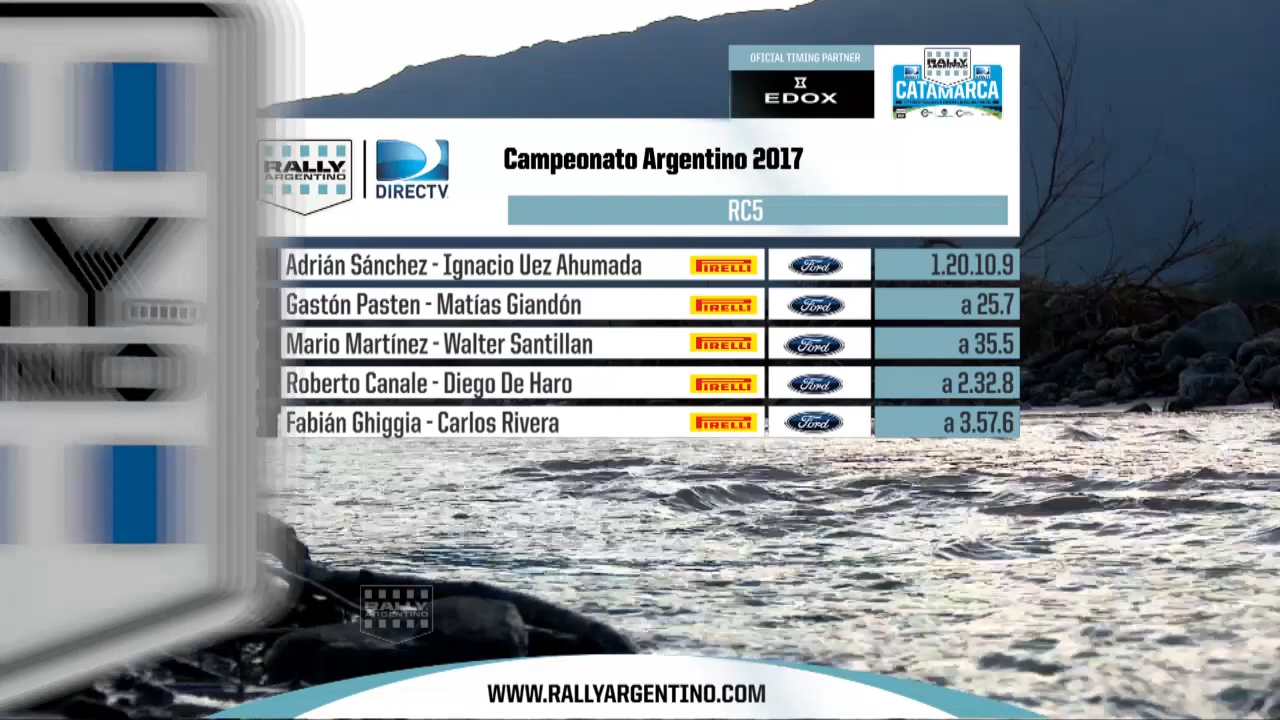 OFICIAL TIMING PARTNER
EDOX
RALLY
ARGENTINO
CATAMARCA
RALLY
ARGENTINO
DIRECTV
Campeonato Argentino 2017
RC5
Adrián Sánchez - Ignacio Uez Ahumada PIRELLI Ford 1.20.10.9
Gastón Pasten - Matías Giandón PIRELLI Ford a 25.7
Mario Martínez - Walter Santillan PIRELLI Ford a 35.5
Roberto Canale - Diego De Haro PIRELLI Ford a 2.32.8
Fabián Ghiggia - Carlos Rivera PIRELLI Ford a 3.57.6
RALLY
ARGENTINO
WWW.RALLYARGENTINO.COM